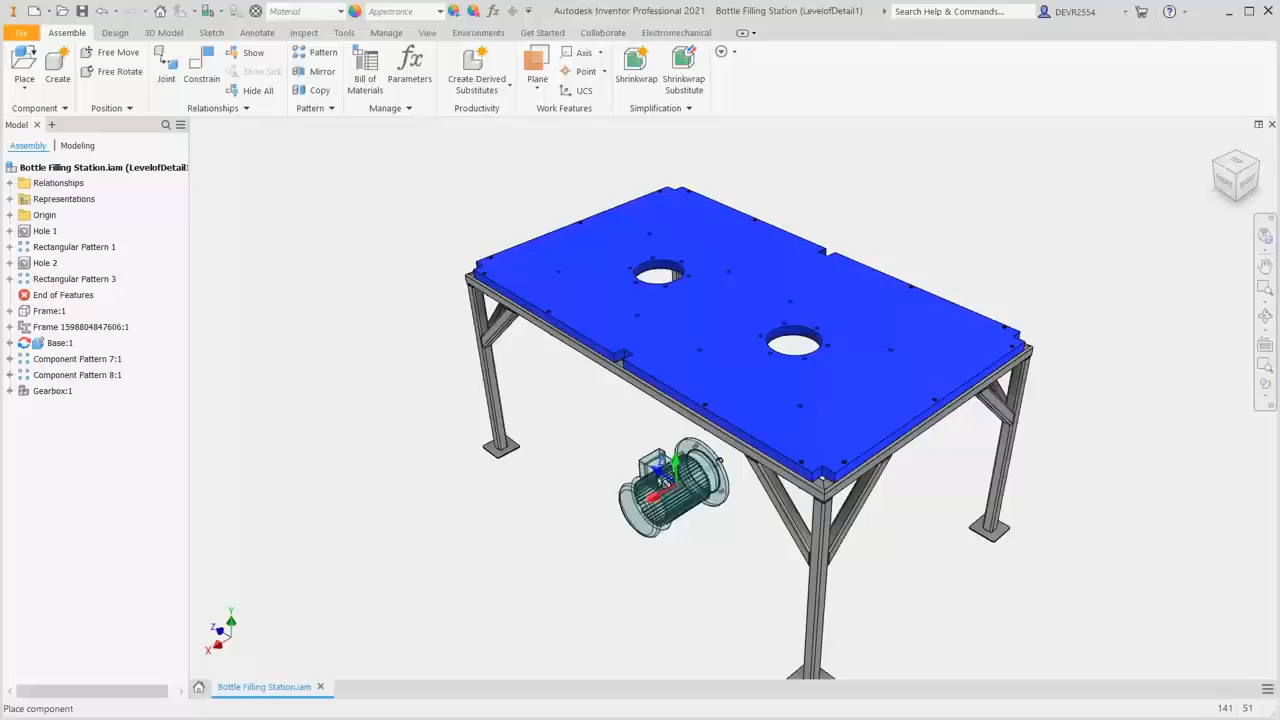 Material
Appearance
Autodesk Inventor Professional 2021 Bottle Filling Station (LevelofDetail1)
Search Help & Commands...
DEVR2554
File Assembly Design 3D Model Sketch Annotate Inspect Tools Manage View Environments Get Started Collaborate Electromechanical
Place
Create
Free Move
Free Rotate
Joint
Constrain
Show
Show Sick
Hide All
Pattern
Mirror
Copy
Bill of
Materials
Parameters
Create Derived
Substitutes
Plane
Axis
Point
UCS
Shrinkwrap
Shrinkwrap
Substitute
Component Position Relationships Pattern Manage Productivity Work Features Simplification
Model
Assembly Modeling
Bottle Filling Station.iam (LevelofDetail1
Relationships
Representations
Origin
Hole 1
Rectangular Pattern 1
Hole 2
Rectangular Pattern 3
End of Features
Frame:1
Frame 1598804847606:1
Base:1
Component Pattern 7:1
Component Pattern 8:1
Gearbox:1
TOP
FRONT
RIGHT
Y
Z
X
Bottle Filling Station.iam
Place component
141 51